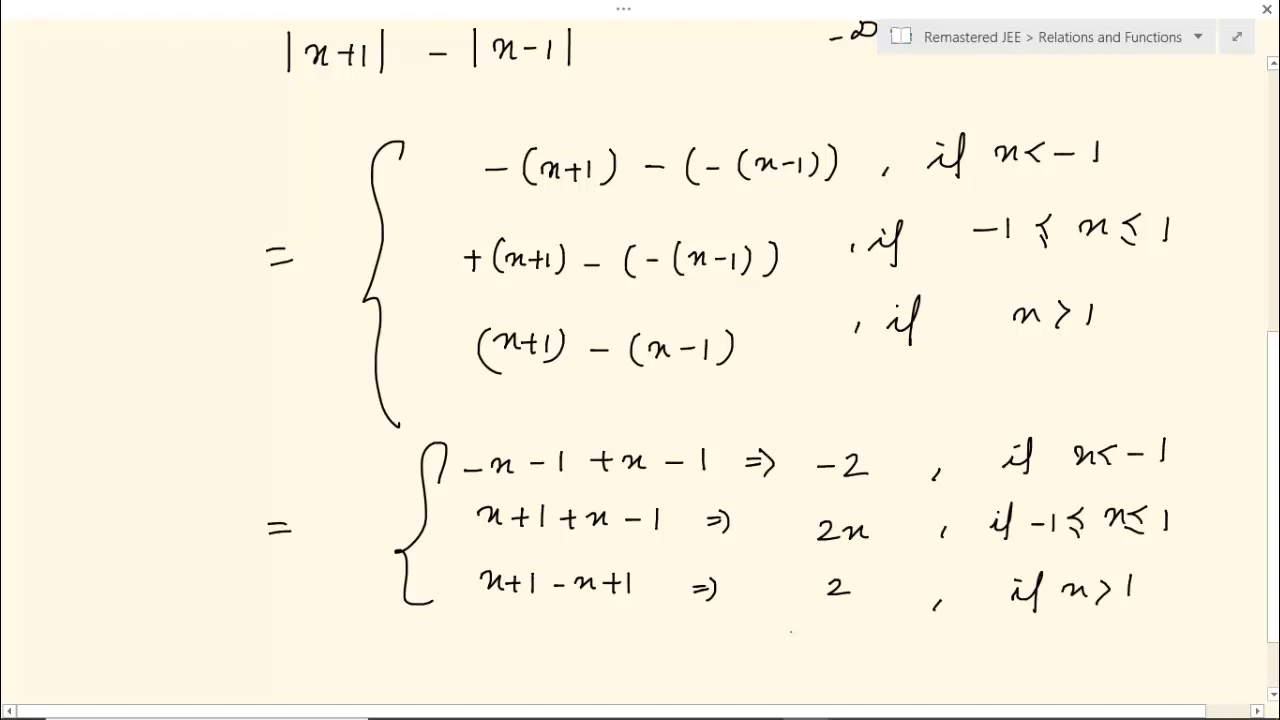 Remastered JEE > Relations and Functions
|x+1| - |x-1|
-∞
-(x+1) - (-(x-1)) , if x < -1
= +(x+1) - (-(x-1)) , if -1 ≤ x ≤ 1
(x+1) - (x-1) , if x > 1
-x - 1 + x - 1 => -2 , if x < -1
= x+1 + x - 1 => 2x , if -1 ≤ x ≤ 1
x+1 - x+1 => 2 , if x > 1